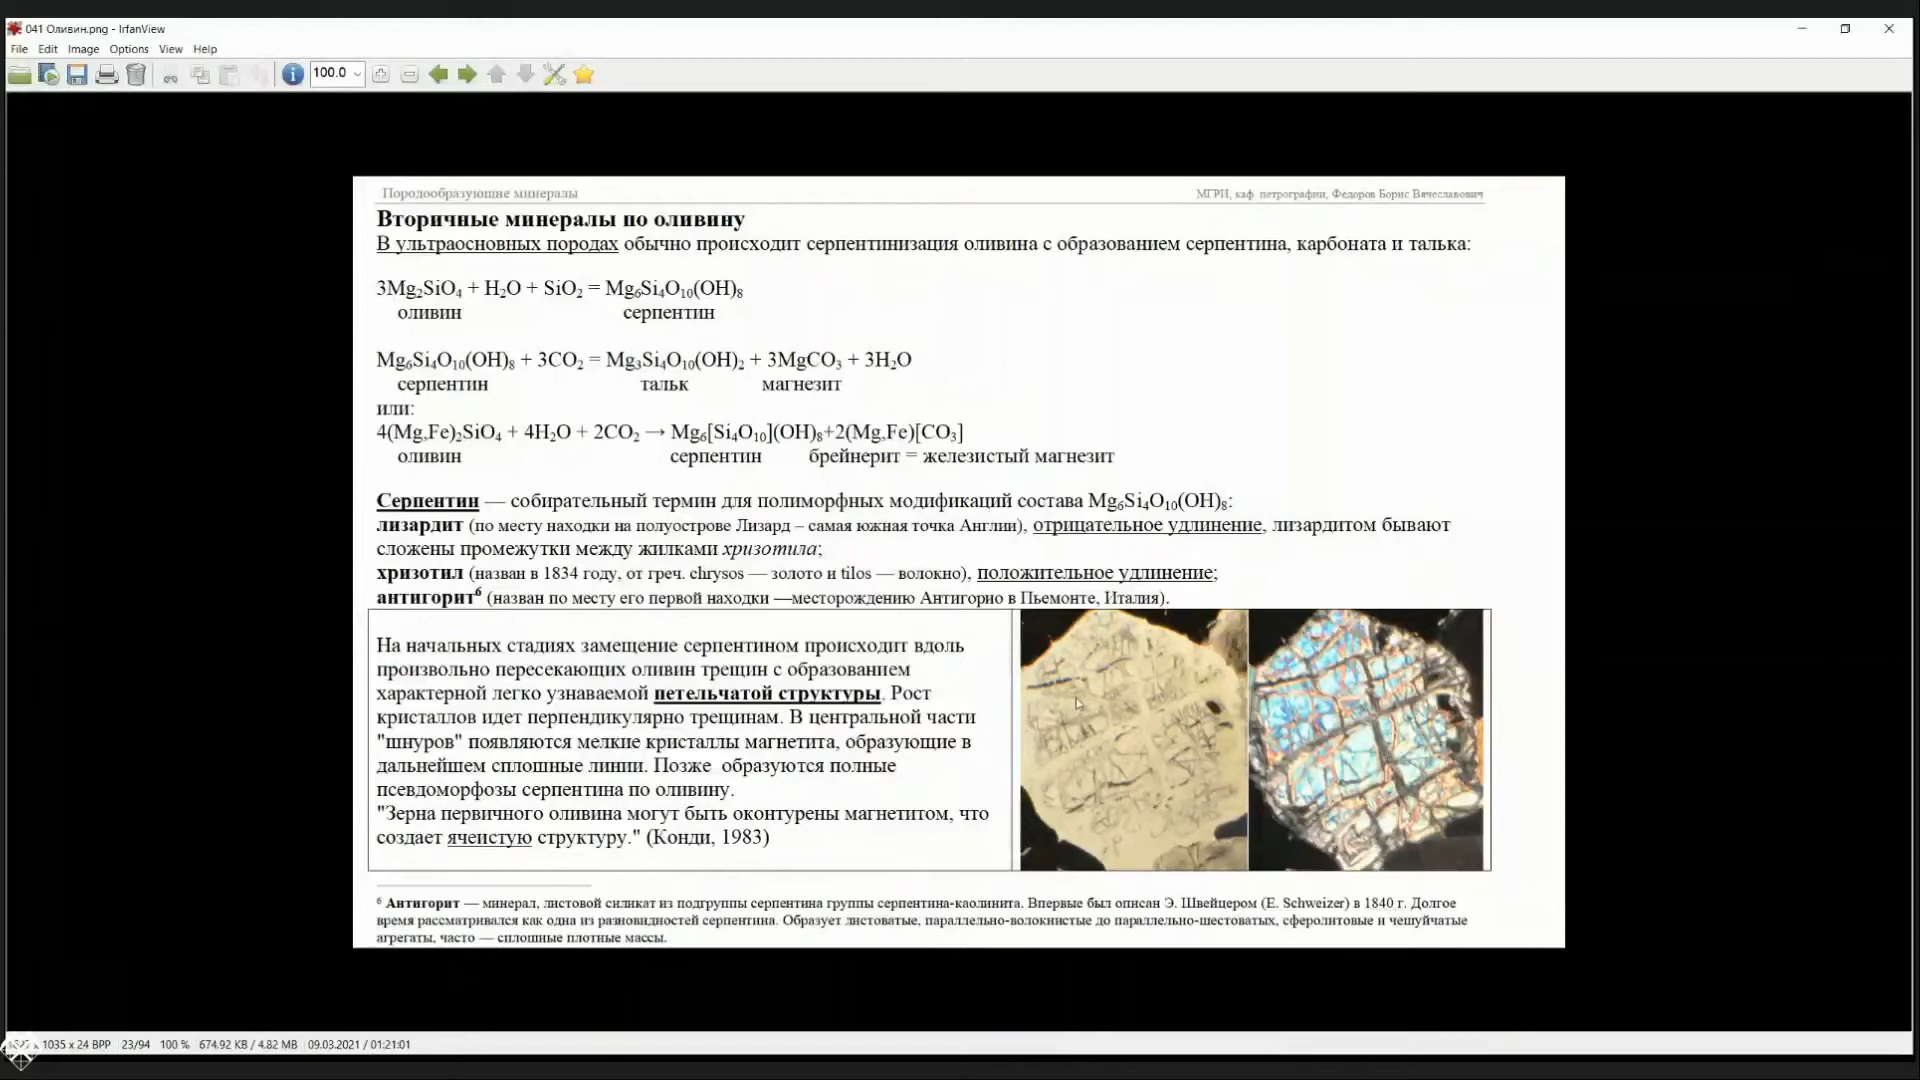 041 Оливин.png - IrfanView
File Edit Image Options View Help
100.0
Породообразующие минералы
МГРИ, каф. петрографии, Федоров Борис Вячеславович
Вторичные минералы по оливину
В ультраосновных породах обычно происходит серпентинизация оливина с образованием серпентина, карбоната и талька:
3Mg₂SiO₄ + H₂O + SiO₂ = Mg₆Si₄O₁₀(OH)₈
оливин серпентин
Mg₆Si₄O₁₀(OH)₈ + 3CO₂ = Mg₃Si₄O₁₀(OH)₂ + 3MgCO₃ + 3H₂O
серпентин тальк магнезит
или:
4(Mg,Fe)₂SiO₄ + 4H₂O + 2CO₂ → Mg₆[Si₄O₁₀](OH)₈+2(Mg,Fe)[CO₃]
оливин серпентин брейнерит = железистый магнезит
Серпентин — собирательный термин для полиморфных модификаций состава Mg₆Si₄O₁₀(OH)₈:
лизардит (по месту находки на полуострове Лизард – самая южная точка Англии), отрицательное удлинение, лизардитом бывают
сложены промежутки между жилками хризотила;
хризотил (назван в 1834 году, от греч. chrysos — золото и tilos — волокно), положительное удлинение;
антигорит⁶ (назван по месту его первой находки —месторождению Антигорио в Пьемонте, Италия).
На начальных стадиях замещение серпентином происходит вдоль
произвольно пересекающих оливин трещин с образованием
характерной легко узнаваемой петельчатой структуры. Рост
кристаллов идет перпендикулярно трещинам. В центральной части
"шнуров" появляются мелкие кристаллы магнетита, образующие в
дальнейшем сплошные линии. Позже образуются полные
псевдоморфозы серпентина по оливину.
"Зерна первичного оливина могут быть оконтурены магнетитом, что
создает ячеистую структуру." (Конди, 1983)
⁶ Антигорит — минерал, листовой силикат из подгруппы серпентина группы серпентина-каолинита. Впервые был описан Э. Швейцером (E. Schweizer) в 1840 г. Долгое
время рассматривался как одна из разновидностей серпентина. Образует листоватые, параллельно-волокнистые до параллельно-шестоватых, сферолитовые и чешуйчатые
агрегаты, часто — сплошные плотные массы.
x 1035 x 24 BPP 23/94 100 % 674.92 KB / 4.82 MB 09.03.2021 / 01:21:01